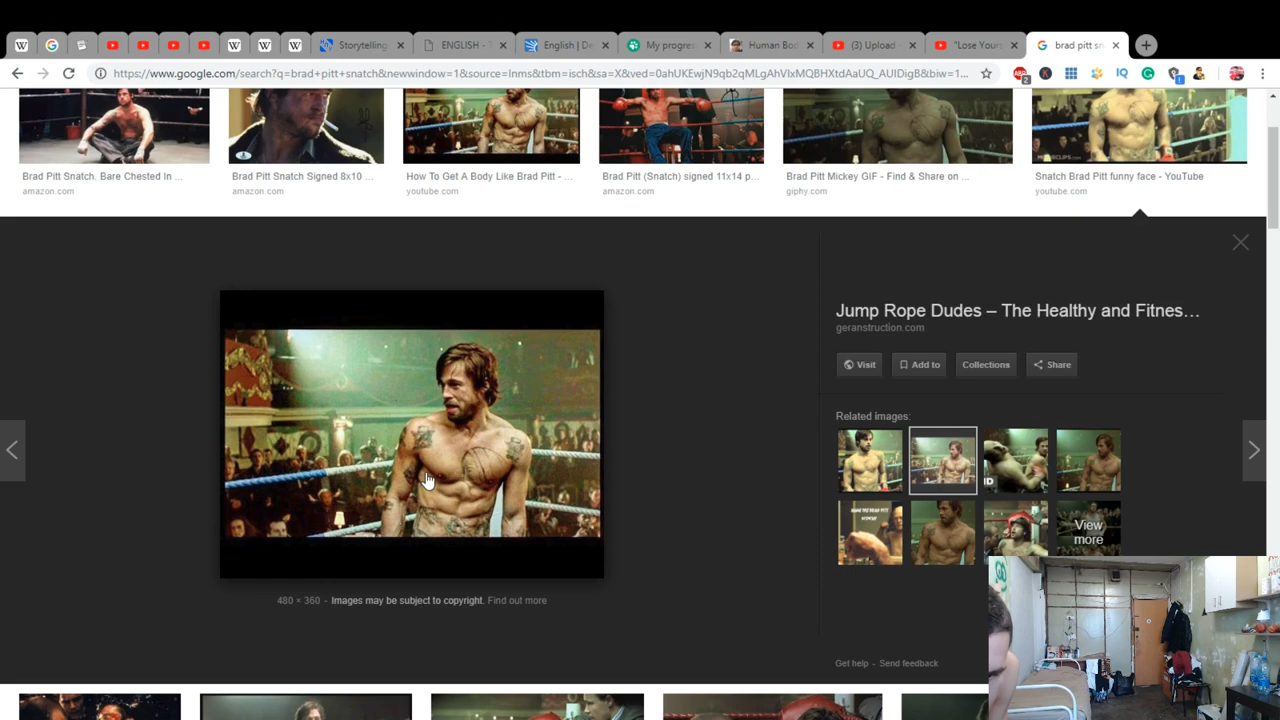 Storytelling
ENGLISH - T
English | De
My progres
Human Bod
(3) Upload -
"Lose Yours
brad pitt sn
https://www.google.com/search?q=brad+pitt+snatch&newwindow=1&source=lnms&tbm=isch&sa=X&ved=0ahUKEwjN9qb2qMLgAhVIxMQBHXtdAaUQ_AUIDigB&biw=1...
Brad Pitt Snatch. Bare Chested In ...
amazon.com
Brad Pitt Snatch Signed 8x10 ...
amazon.com
How To Get A Body Like Brad Pitt - ...
youtube.com
Brad Pitt (Snatch) signed 11x14 p...
amazon.com
Brad Pitt Mickey GIF - Find & Share on ...
giphy.com
Snatch Brad Pitt funny face - YouTube
youtube.com
Jump Rope Dudes – The Healthy and Fitnes...
geranstruction.com
Visit
Add to
Collections
Share
Related images:
View
more
480 × 360 - Images may be subject to copyright. Find out more
Get help - Send feedback